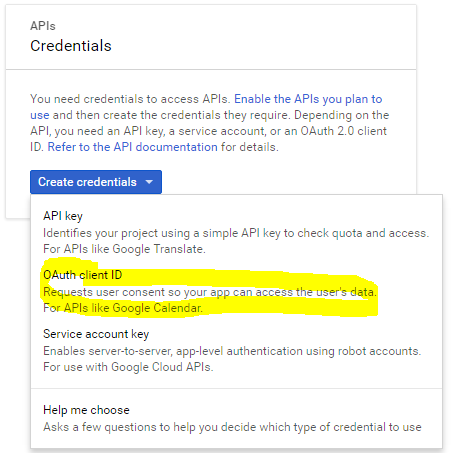 APIs
Credentials
You need credentials to access APIs. Enable the APIs you plan to
use and then create the credentials they require. Depending on the
API, you need an API key, a service account, or an OAuth 2.0 client
ID. Refer to the API documentation for details.
Create credentials
API key
Identifies your project using a simple API key to check quota and access.
For APIs like Google Translate.
OAuth client ID
Requests user consent so your app can access the user's data.
For APIs like Google Calendar.
Service account key
Enables server-to-server, app-level authentication using robot accounts.
For use with Google Cloud APIs.
Help me choose
Asks a few questions to help you decide which type of credential to use